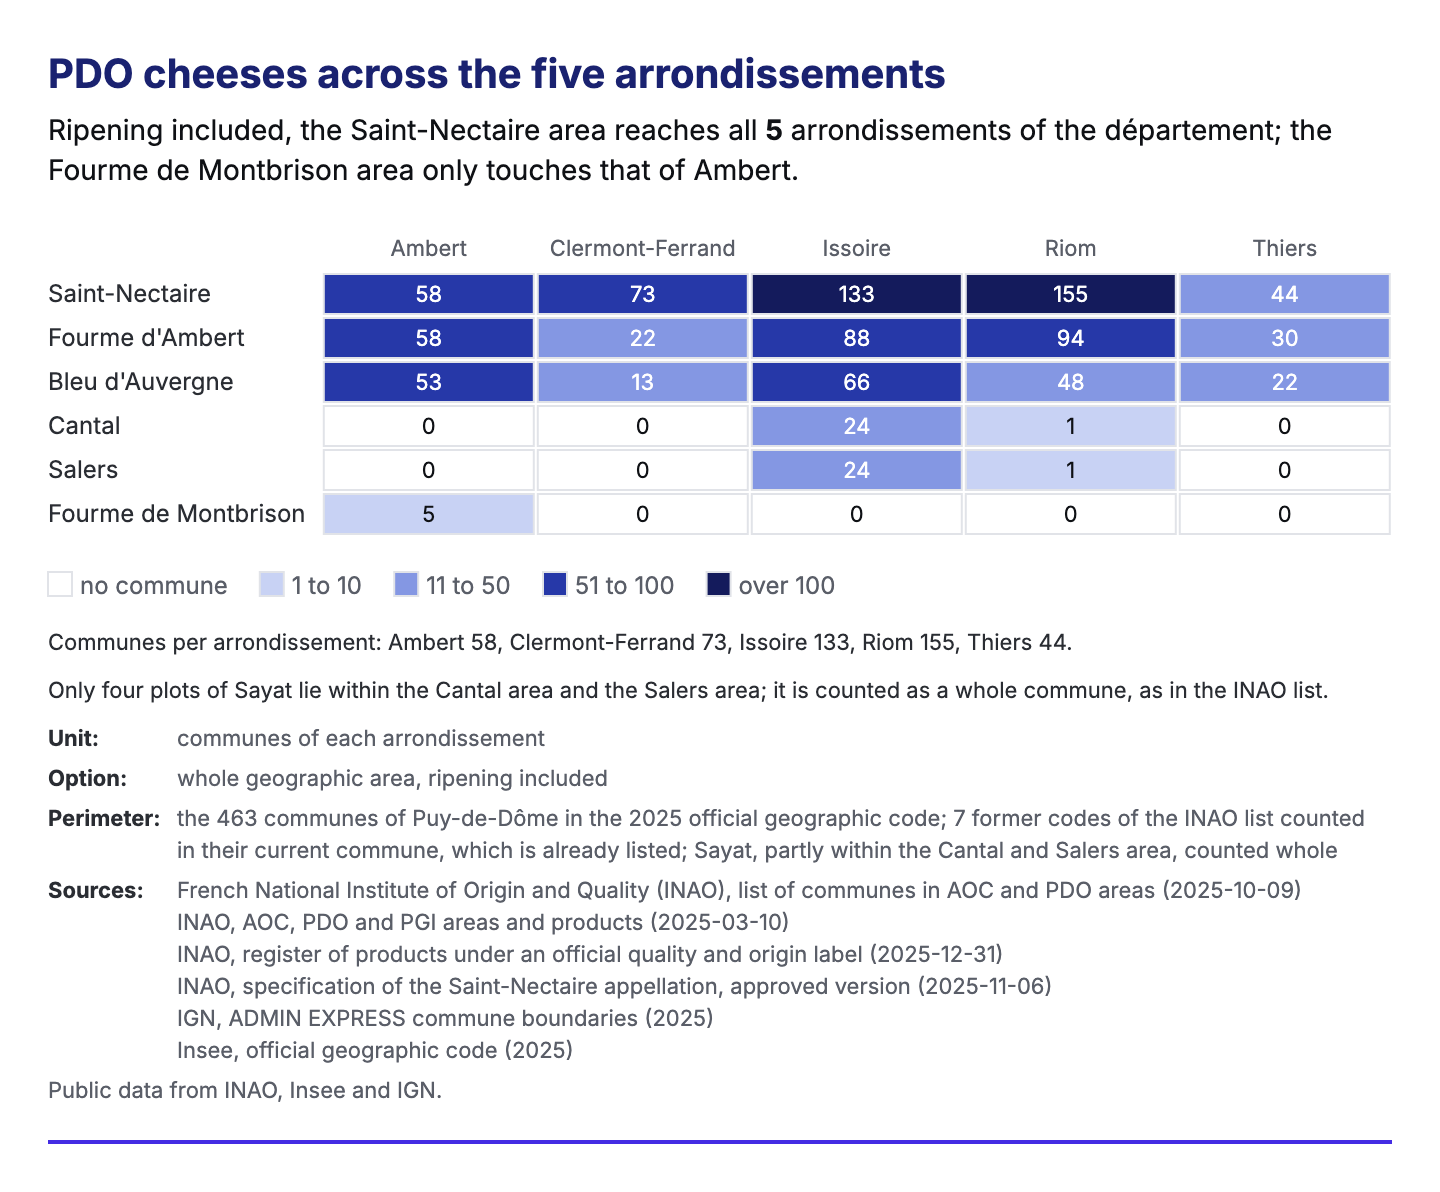 PDO cheeses across the five arrondissements
Ripening included, the Saint-Nectaire area reaches all 5 arrondissements of the département; the
Fourme de Montbrison area only touches that of Ambert.
Ambert Clermont-Ferrand Issoire Riom Thiers
Saint-Nectaire 58 73 133 155 44
Fourme d'Ambert 58 22 88 94 30
Bleu d'Auvergne 53 13 66 48 22
Cantal 0 0 24 1 0
Salers 0 0 24 1 0
Fourme de Montbrison 5 0 0 0 0
no commune 1 to 10 11 to 50 51 to 100 over 100
Communes per arrondissement: Ambert 58, Clermont-Ferrand 73, Issoire 133, Riom 155, Thiers 44.
Only four plots of Sayat lie within the Cantal area and the Salers area; it is counted as a whole commune, as in the INAO list.
Unit: communes of each arrondissement
Option: whole geographic area, ripening included
Perimeter: the 463 communes of Puy-de-Dôme in the 2025 official geographic code; 7 former codes of the INAO list counted
in their current commune, which is already listed; Sayat, partly within the Cantal and Salers area, counted whole
Sources: French National Institute of Origin and Quality (INAO), list of communes in AOC and PDO areas (2025-10-09)
INAO, AOC, PDO and PGI areas and products (2025-03-10)
INAO, register of products under an official quality and origin label (2025-12-31)
INAO, specification of the Saint-Nectaire appellation, approved version (2025-11-06)
IGN, ADMIN EXPRESS commune boundaries (2025)
Insee, official geographic code (2025)
Public data from INAO, Insee and IGN.